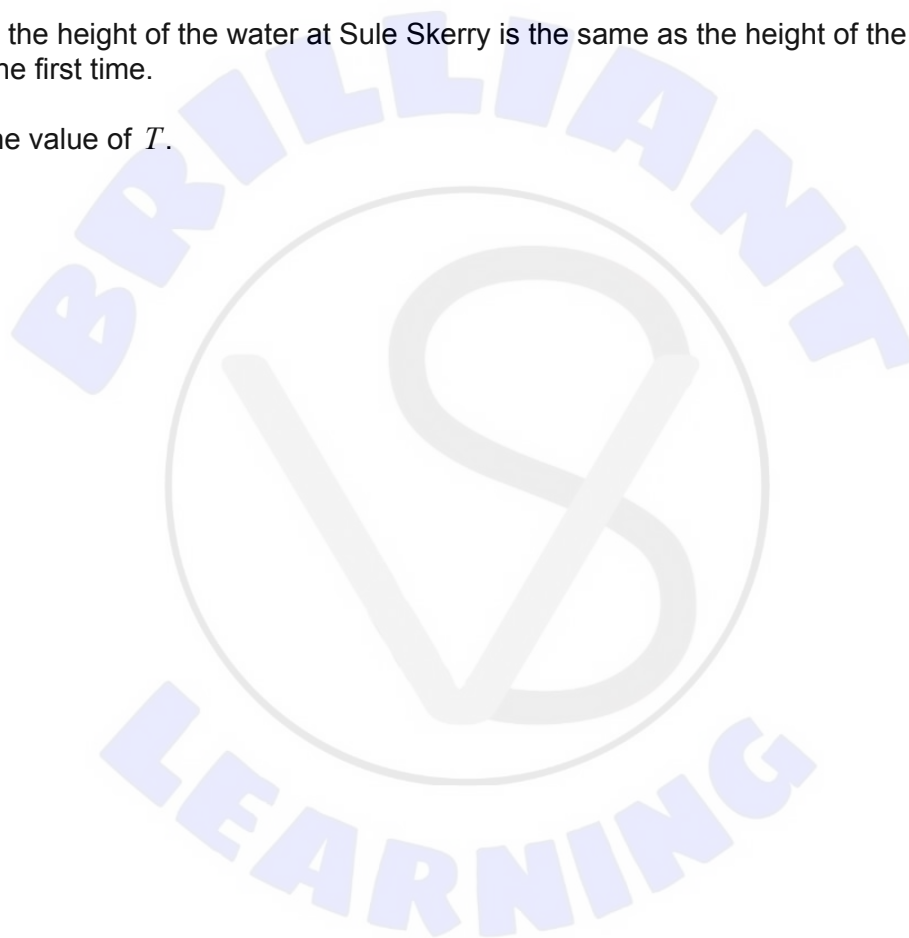 the height of the water at Sule Skerry is the same as the height of the
he first time.
he value of T.
BRILLIANT
VS
LEARNING